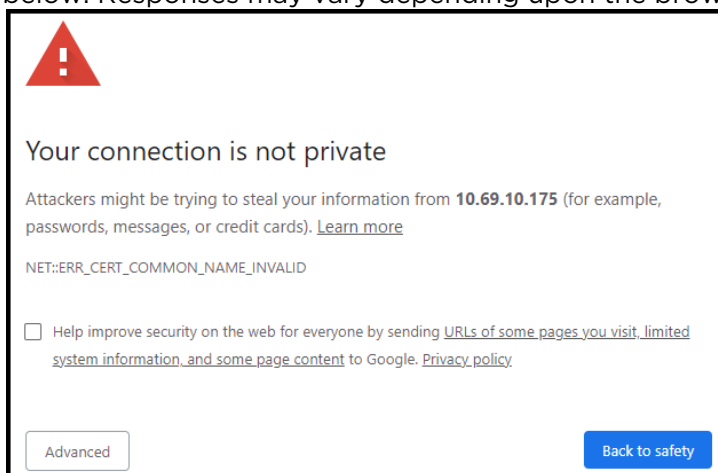 below. Responses may vary depending upon the brow
Your connection is not private
Attackers might be trying to steal your information from 10.69.10.175 (for example,
passwords, messages, or credit cards). Learn more
NET::ERR_CERT_COMMON_NAME_INVALID
Help improve security on the web for everyone by sending URLs of some pages you visit, limited
system information, and some page content to Google. Privacy policy
Advanced
Back to safety